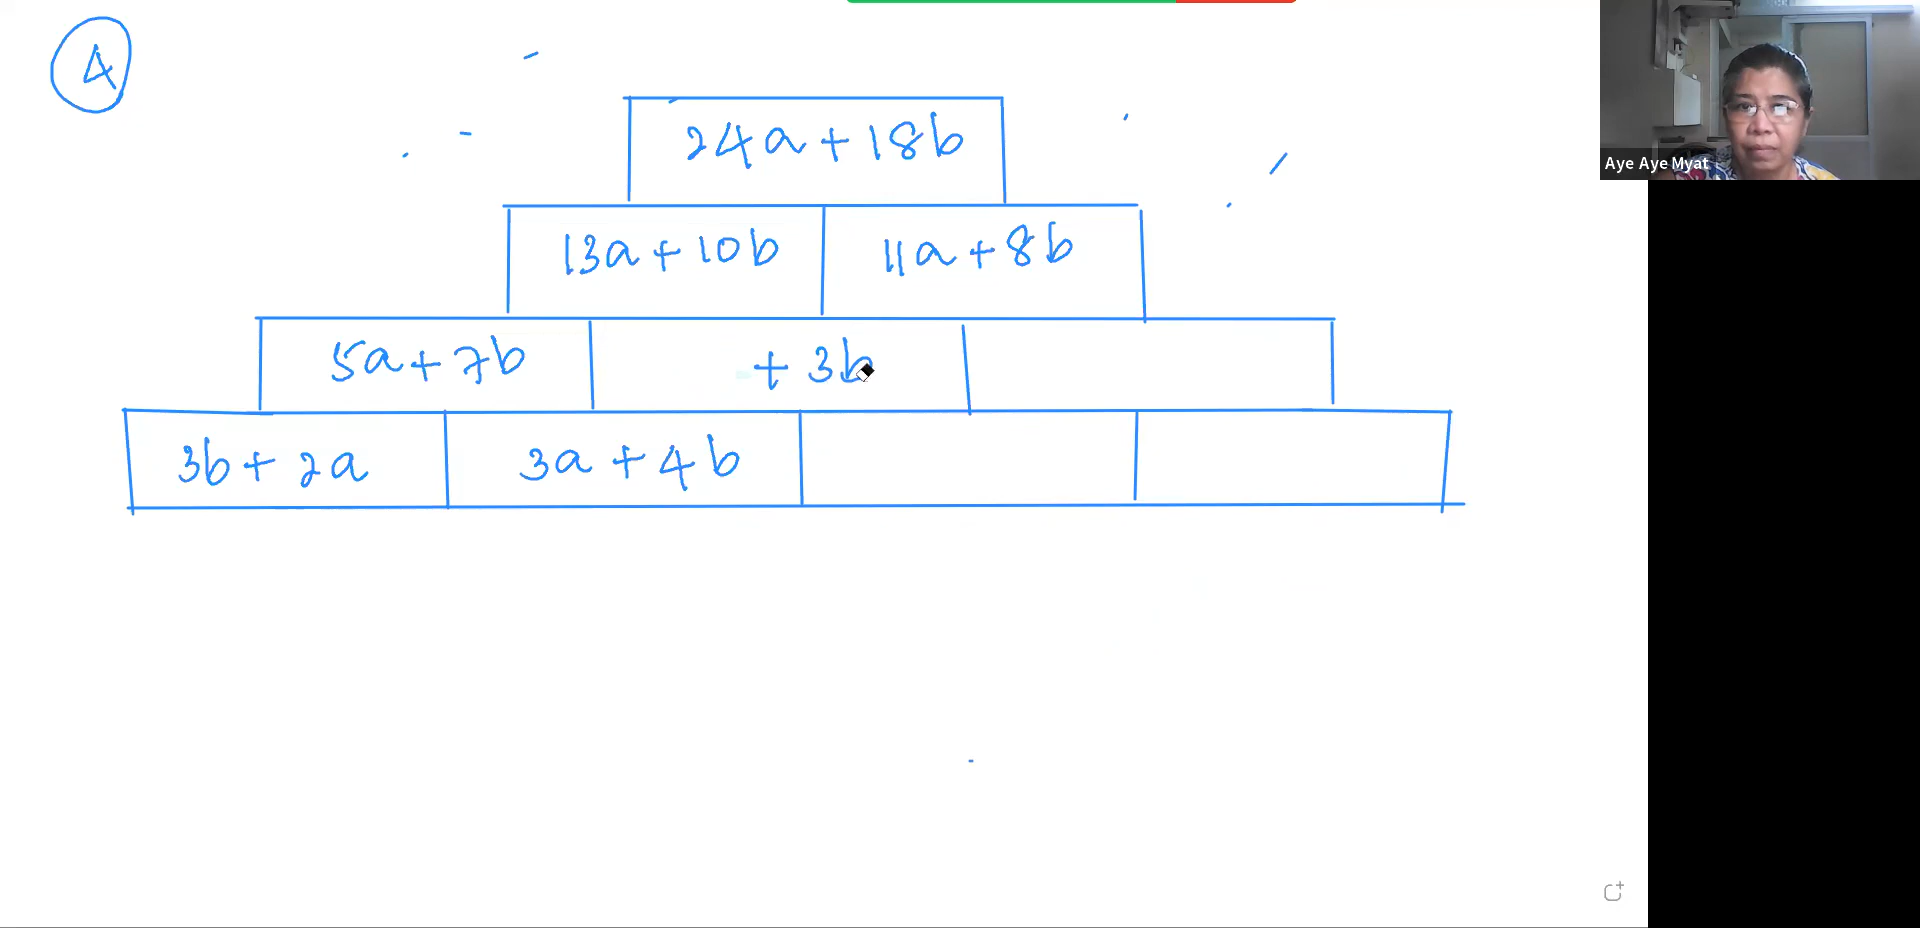 4
Aye Aye Myat
24a + 18b
13a + 10b 11a + 8b
5a + 7b + 3b
3b + 2a 3a + 4b